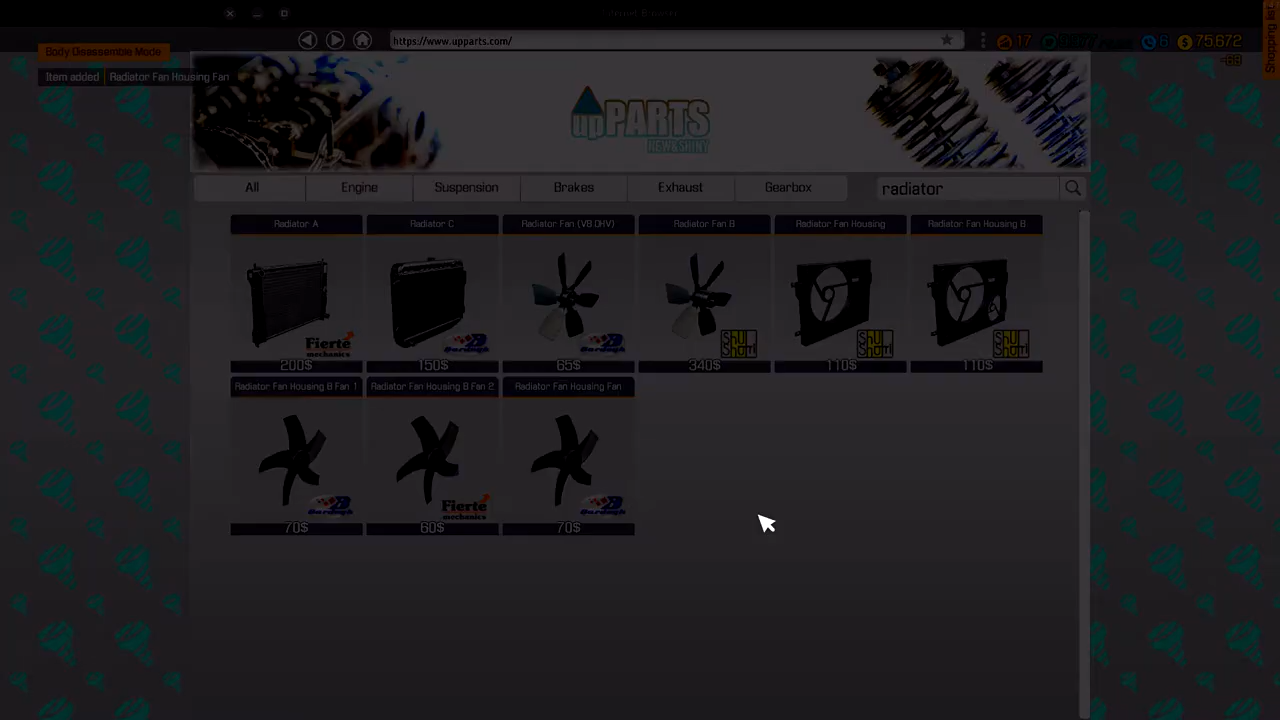 https://www.upparts.com/
17
6
75,672
Shopping list
Body Disassemble Mode
Item added
Radiator Fan Housing Fan
upPARTS
NEW&SHINY
All
Engine
Suspension
Brakes
Exhaust
Gearbox
radiator
Radiator A
Radiator C
Radiator Fan (V8 OHV)
Radiator Fan B
Radiator Fan Housing
Radiator Fan Housing B
Fierte mechanics
200$
150$
65$
340$
110$
110$
Radiator Fan Housing B Fan 1
Radiator Fan Housing B Fan 2
Radiator Fan Housing Fan
Fierte mechanics
70$
60$
70$